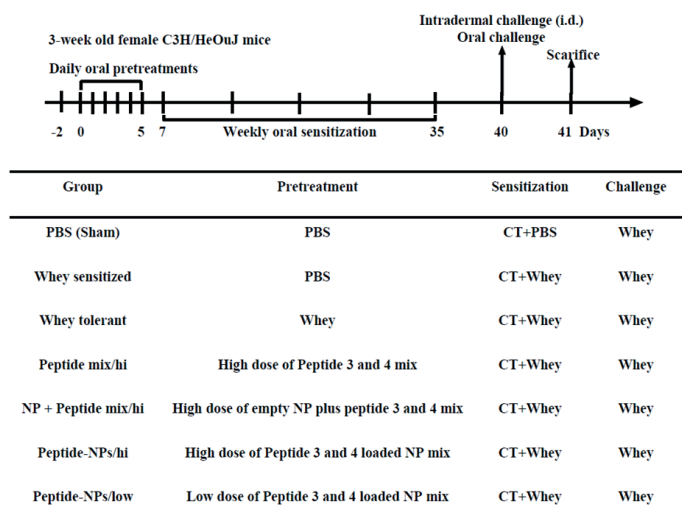 Intradermal challenge (i.d.)
3-week old female C3H/HeOuJ mice Oral challenge
Scarifice
Daily oral pretreatments
-2 0 5 7 Weekly oral sensitization 35 40 41 Days
Group Pretreatment Sensitization Challenge
PBS (Sham) PBS CT+PBS Whey
Whey sensitized PBS CT+Whey Whey
Whey tolerant Whey CT+Whey Whey
Peptide mix/hi High dose of Peptide 3 and 4 mix CT+Whey Whey
NP + Peptide mix/hi High dose of empty NP plus peptide 3 and 4 mix CT+Whey Whey
Peptide-NPs/hi High dose of Peptide 3 and 4 loaded NP mix CT+Whey Whey
Peptide-NPs/low Low dose of Peptide 3 and 4 loaded NP mix CT+Whey Whey